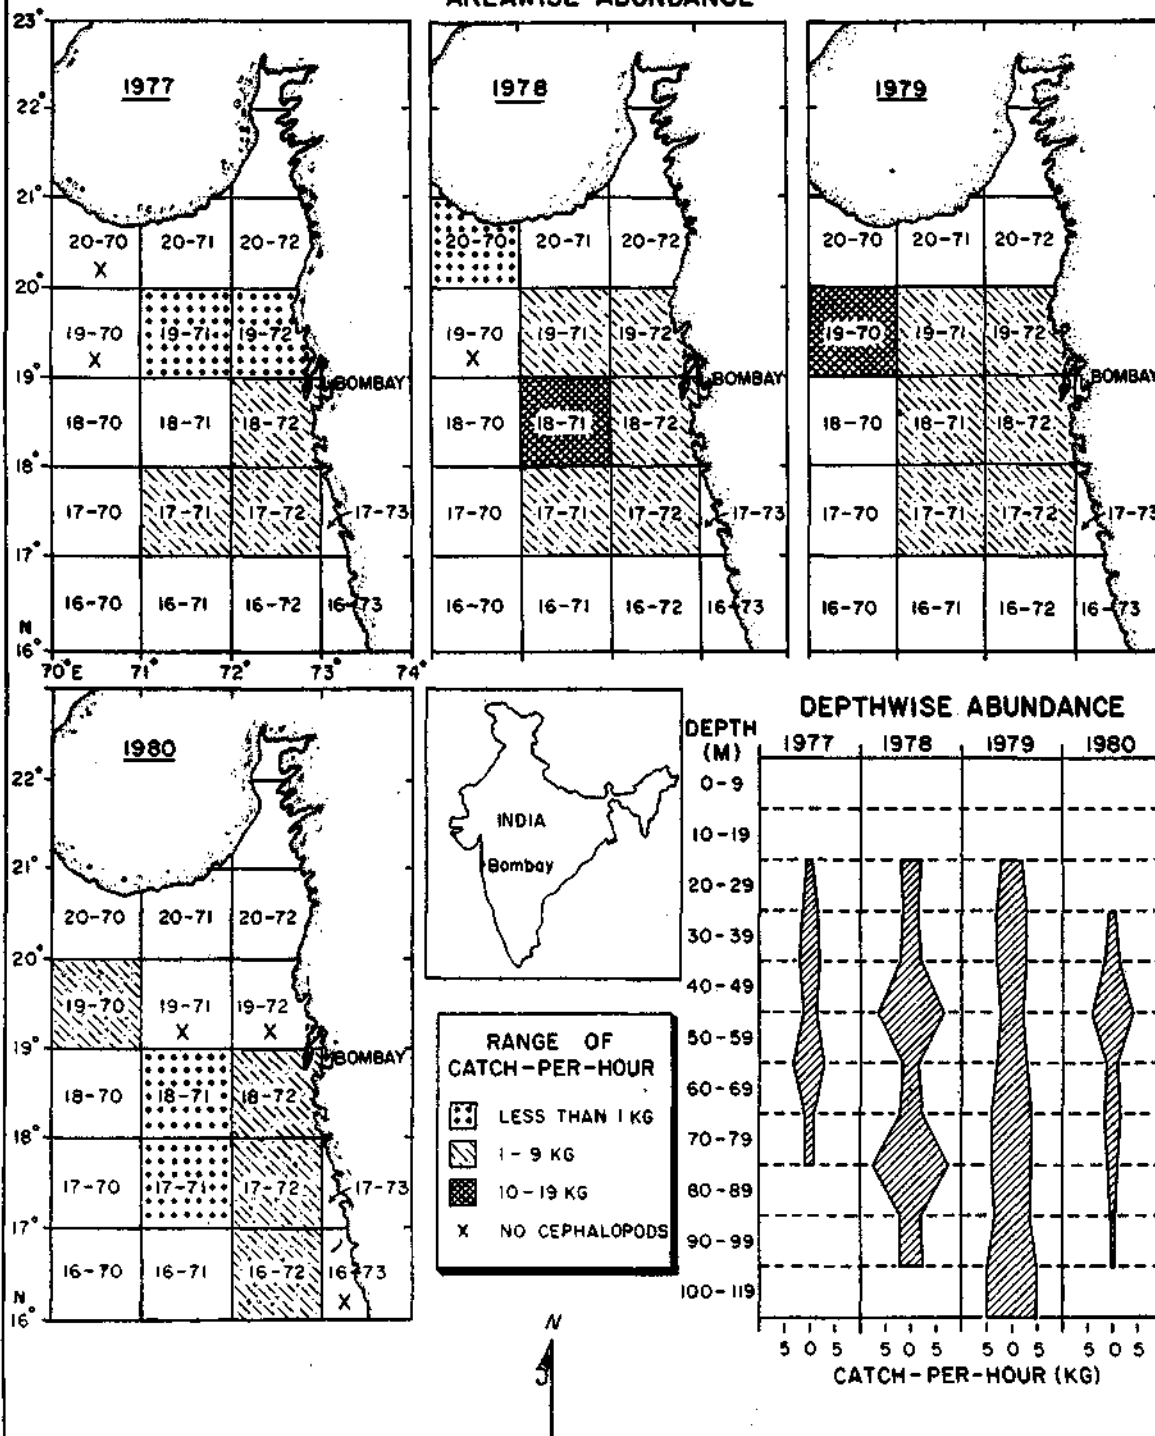 AREAWISE ABUNDANCE
23°
1977
1978
1979
22°
21°
20-70 20-71 20-72
X
20-70 20-71 20-72
20-70 20-71 20-72
20°
19-70 19-71 19-72
X
19-70 19-71 19-72
X
19-70 19-71 19-72
19°
BOMBAY
BOMBAY
BOMBAY
18-70 18-71 18-72
18-70 18-71 18-72
18-70 18-71 18-72
18°
17-70 17-71 17-72 17-73
17-70 17-71 17-72 17-73
17-70 17-71 17-72 17-73
17°
16-70 16-71 16-72 16-73
16-70 16-71 16-72 16-73
16-70 16-71 16-72 16-73
N
16°
70°E 71° 72° 73° 74°
1980
22°
21°
20-70 20-71 20-72
20°
19-70 19-71 19-72
X X
19°
BOMBAY
18-70 18-71 18-72
18°
17-70 17-71 17-72 17-73
17°
16-70 16-71 16-72 16-73
X
N
16°
INDIA
Bombay
RANGE OF
CATCH-PER-HOUR
LESS THAN 1 KG
1-9 KG
10-19 KG
X NO CEPHALOPODS
N
DEPTHWISE ABUNDANCE
DEPTH
(M)
1977 1978 1979 1980
0-9
10-19
20-29
30-39
40-49
50-59
60-69
70-79
80-89
90-99
100-119
5 0 5 5 0 5 5 0 5 5 0 5
CATCH-PER-HOUR (KG)